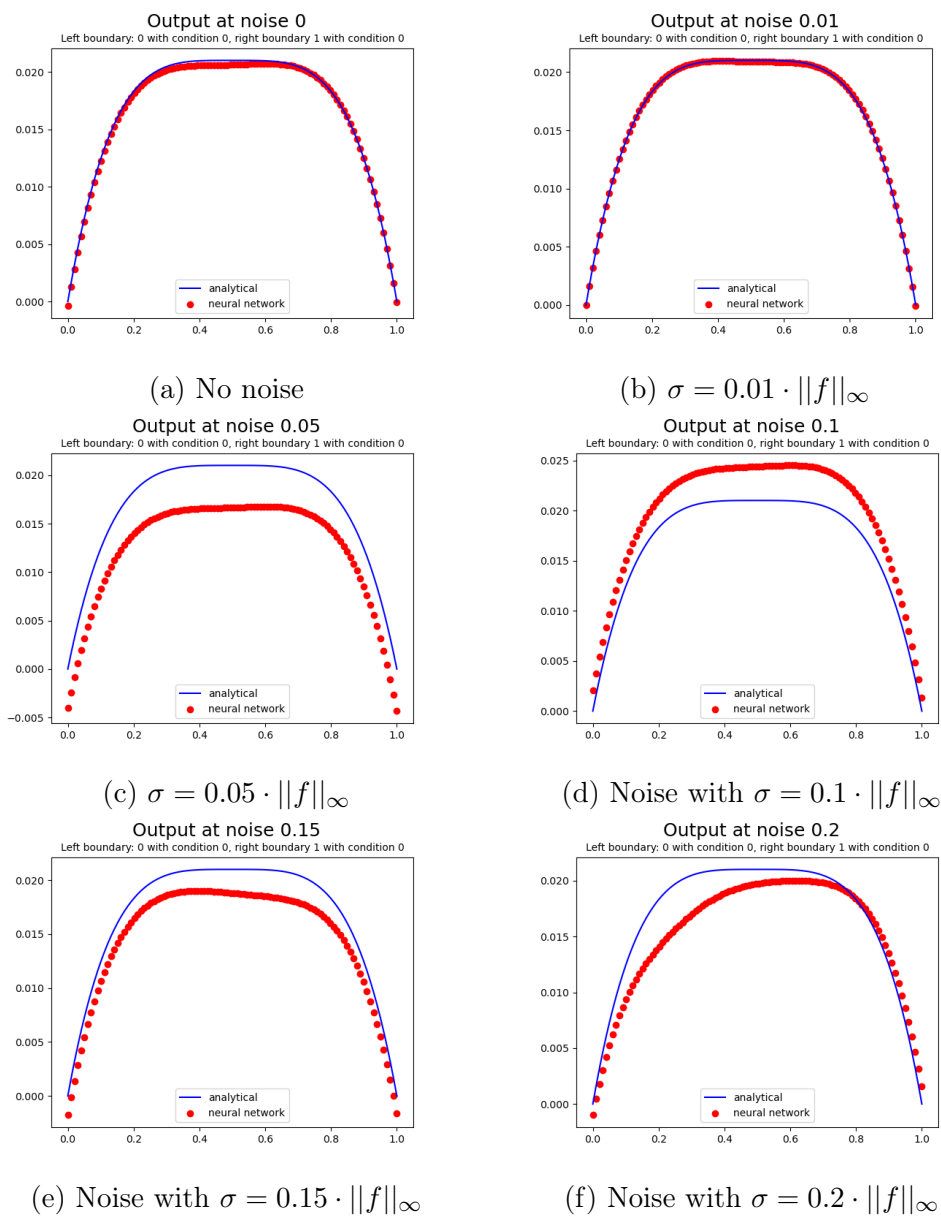 Output at noise 0
Left boundary: 0 with condition 0, right boundary 1 with condition 0
0.020
0.015
0.010
0.005
0.000
analytical
neural network
0.0 0.2 0.4 0.6 0.8 1.0
(a) No noise
Output at noise 0.01
Left boundary: 0 with condition 0, right boundary 1 with condition 0
0.020
0.015
0.010
0.005
0.000
analytical
neural network
0.0 0.2 0.4 0.6 0.8 1.0
(b) σ = 0.01 · ||f||∞
Output at noise 0.05
Left boundary: 0 with condition 0, right boundary 1 with condition 0
0.020
0.015
0.010
0.005
0.000
−0.005
analytical
neural network
0.0 0.2 0.4 0.6 0.8 1.0
(c) σ = 0.05 · ||f||∞
Output at noise 0.1
Left boundary: 0 with condition 0, right boundary 1 with condition 0
0.025
0.020
0.015
0.010
0.005
0.000
analytical
neural network
0.0 0.2 0.4 0.6 0.8 1.0
(d) Noise with σ = 0.1 · ||f||∞
Output at noise 0.15
Left boundary: 0 with condition 0, right boundary 1 with condition 0
0.020
0.015
0.010
0.005
0.000
analytical
neural network
0.0 0.2 0.4 0.6 0.8 1.0
(e) Noise with σ = 0.15 · ||f||∞
Output at noise 0.2
Left boundary: 0 with condition 0, right boundary 1 with condition 0
0.020
0.015
0.010
0.005
0.000
analytical
neural network
0.0 0.2 0.4 0.6 0.8 1.0
(f) Noise with σ = 0.2 · ||f||∞